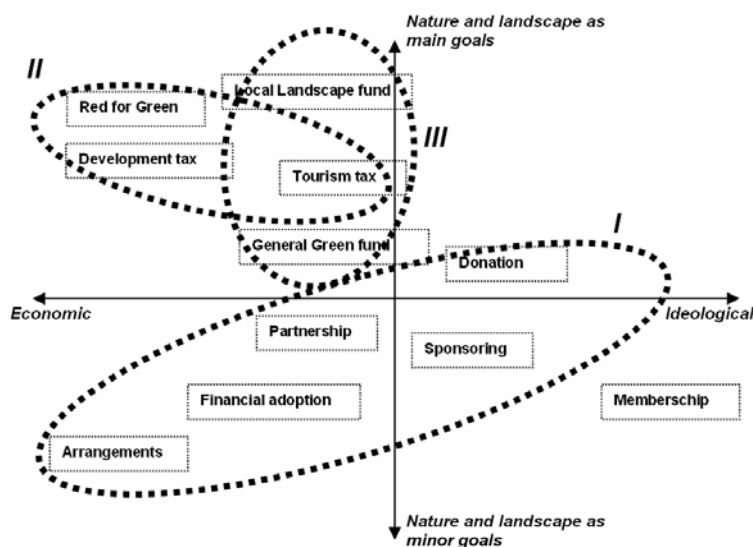 Nature and landscape as
main goals
II
Local Landscape fund
Red for Green
III
Development tax
Tourism tax
I
General Green fund
Donation
Economic
Ideological
Partnership
Sponsoring
Financial adoption
Memberschip
Arrangements
Nature and landscape as
minor goals